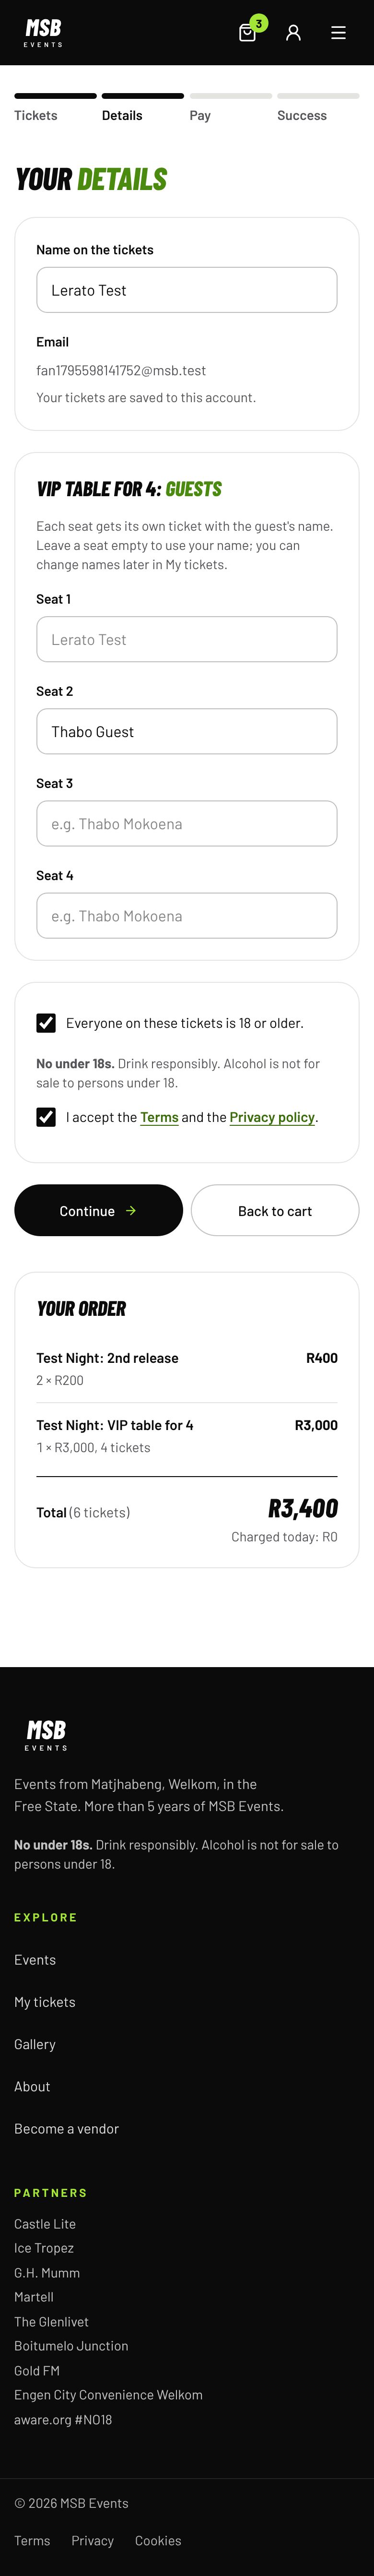 MSB
EVENTS
3
Tickets
Details
Pay
Success
YOUR DETAILS
Name on the tickets
Lerato Test
Email
fan1795598141752@msb.test
Your tickets are saved to this account.
VIP TABLE FOR 4: GUESTS
Each seat gets its own ticket with the guest's name.
Leave a seat empty to use your name; you can
change names later in My tickets.
Seat 1
Lerato Test
Seat 2
Thabo Guest
Seat 3
e.g. Thabo Mokoena
Seat 4
e.g. Thabo Mokoena
Everyone on these tickets is 18 or older.
No under 18s. Drink responsibly. Alcohol is not for
sale to persons under 18.
I accept the Terms and the Privacy policy.
Continue →
Back to cart
YOUR ORDER
Test Night: 2nd release R400
2 × R200
Test Night: VIP table for 4 R3,000
1 × R3,000, 4 tickets
Total (6 tickets) R3,400
Charged today: R0
MSB
EVENTS
Events from Matjhabeng, Welkom, in the
Free State. More than 5 years of MSB Events.
No under 18s. Drink responsibly. Alcohol is not for sale to
persons under 18.
EXPLORE
Events
My tickets
Gallery
About
Become a vendor
PARTNERS
Castle Lite
Ice Tropez
G.H. Mumm
Martell
The Glenlivet
Boitumelo Junction
Gold FM
Engen City Convenience Welkom
aware.org #NO18
© 2026 MSB Events
Terms Privacy Cookies